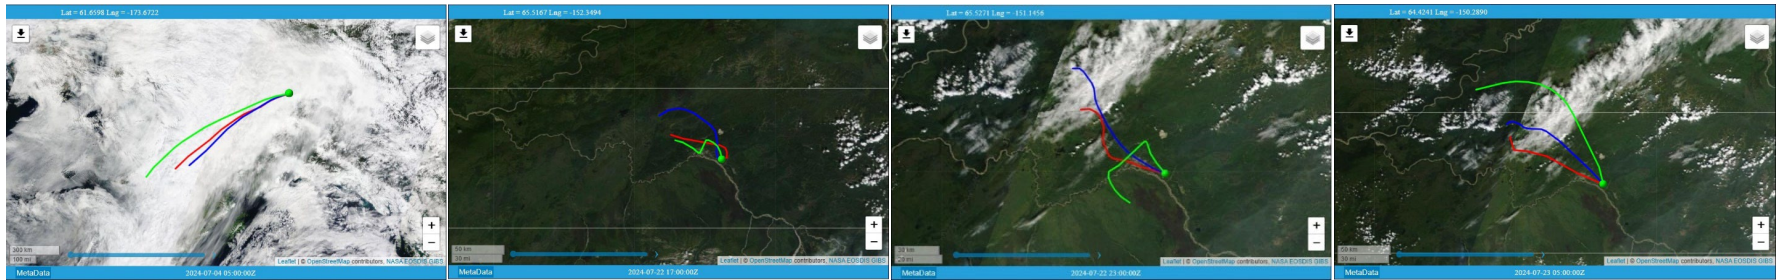 Lat = 61.6598 Lng = -173.6722
300 km
100 mi
+
−
Leaflet | © OpenStreetMap contributors, NASA EOSDIS GIBS
MetaData
2024-07-04 05:00:00Z
Lat = 65.5167 Lng = -152.3494
50 km
30 mi
+
−
Leaflet | © OpenStreetMap contributors, NASA EOSDIS GIBS
MetaData
2024-07-22 17:00:00Z
Lat = 65.5271 Lng = -151.1456
+
−
Leaflet | © OpenStreetMap contributors, NASA EOSDIS GIBS
MetaData
2024-07-22 23:00:00Z
Lat = 64.4241 Lng = -150.2890
50 km
30 mi
+
−
Leaflet | © OpenStreetMap contributors, NASA EOSDIS GIBS
MetaData
2024-07-23 05:00:00Z